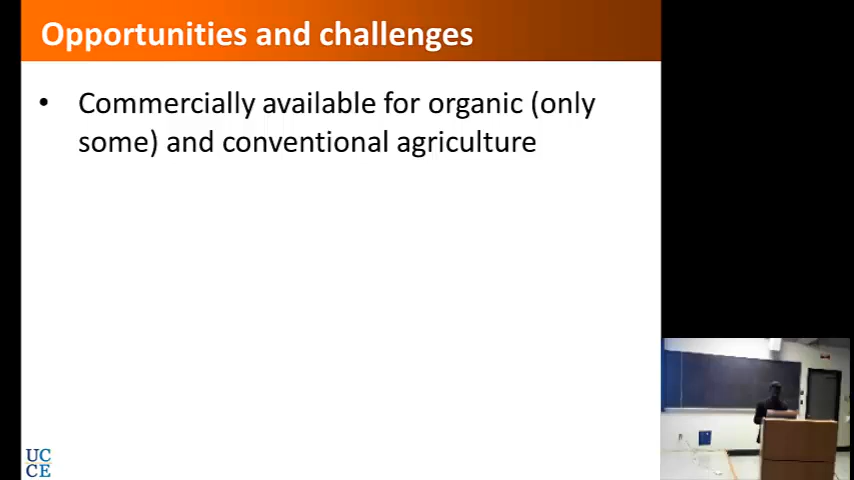 Opportunities and challenges
• Commercially available for organic (only
some) and conventional agriculture
UC
CE